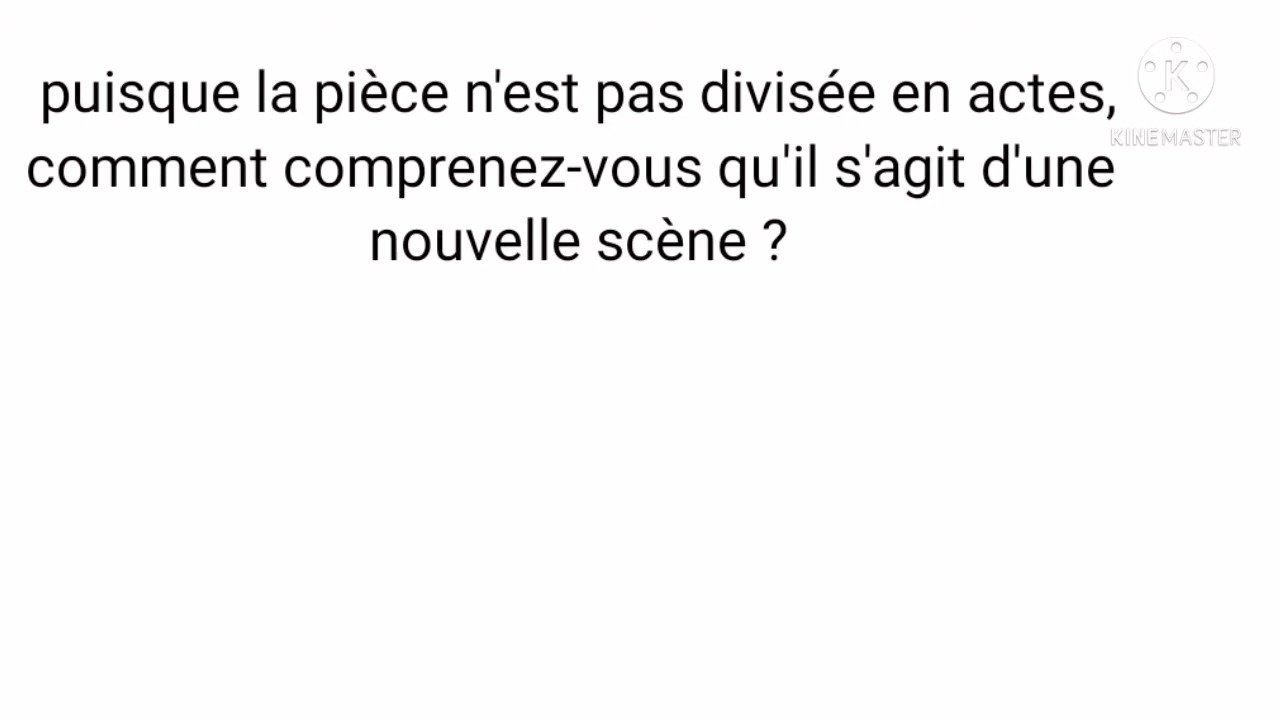 puisque la pièce n'est pas divisée en actes,
comment comprenez-vous qu'il s'agit d'une
nouvelle scène ?
K
KINEMASTER